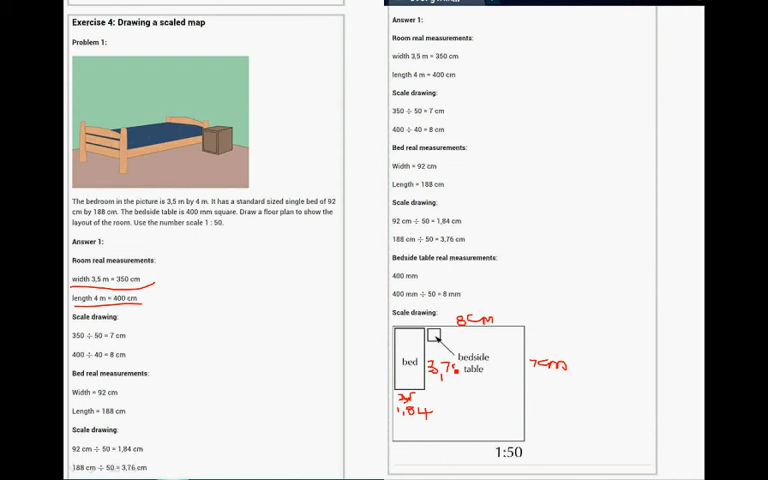 Exercise 4: Drawing a scaled map
Problem 1:
The bedroom in the picture is 3,5 m by 4 m. It has a standard sized single bed of 92
cm by 188 cm. The bedside table is 400 mm square. Draw a floor plan to show the
layout of the room. Use the number scale 1 : 50.
Answer 1:
Room real measurements:
width 3,5 m = 350 cm
length 4 m = 400 cm
Scale drawing:
350 ÷ 50 = 7 cm
400 ÷ 40 = 8 cm
Bed real measurements:
Width = 92 cm
Length = 188 cm
Scale drawing:
92 cm ÷ 50 = 1,84 cm
188 cm ÷ 50 = 3,76 cm
Answer 1:
Room real measurements:
width 3,5 m = 350 cm
length 4 m = 400 cm
Scale drawing:
350 ÷ 50 = 7 cm
400 ÷ 40 = 8 cm
Bed real measurements:
Width = 92 cm
Length = 188 cm
Scale drawing:
92 cm ÷ 50 = 1,84 cm
188 cm ÷ 50 = 3,76 cm
Bedside table real measurements:
400 mm
400 mm ÷ 50 = 8 mm
Scale drawing:
8cm
bed
bedside
table
7cm
1,84
1:50